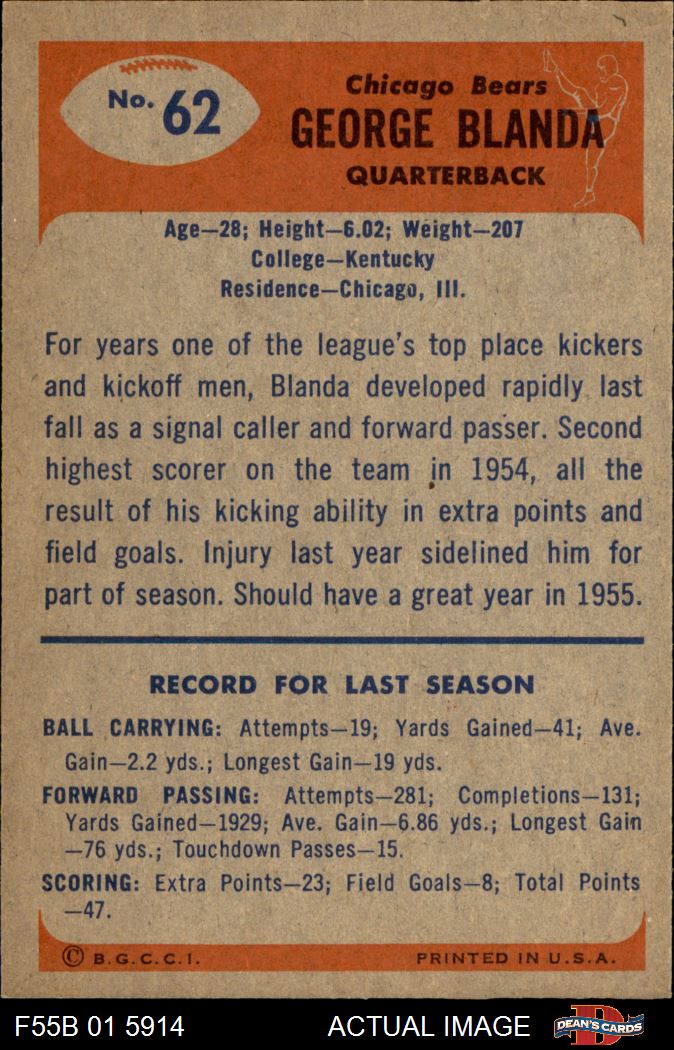 No. 62
Chicago Bears
GEORGE BLANDA
QUARTERBACK
Age—28; Height—6.02; Weight—207
College—Kentucky
Residence—Chicago, Ill.
For years one of the league's top place kickers
and kickoff men, Blanda developed rapidly last
fall as a signal caller and forward passer. Second
highest scorer on the team in 1954, all the
result of his kicking ability in extra points and
field goals. Injury last year sidelined him for
part of season. Should have a great year in 1955.
RECORD FOR LAST SEASON
BALL CARRYING: Attempts—19; Yards Gained—41; Ave.
Gain—2.2 yds.; Longest Gain—19 yds.
FORWARD PASSING: Attempts—281; Completions—131;
Yards Gained—1929; Ave. Gain—6.86 yds.; Longest Gain
—76 yds.; Touchdown Passes—15.
SCORING: Extra Points—23; Field Goals—8; Total Points
—47.
© B.G.C.C.I. PRINTED IN U.S.A.
F55B 01 5914 ACTUAL IMAGE D DEAN'S CARDS